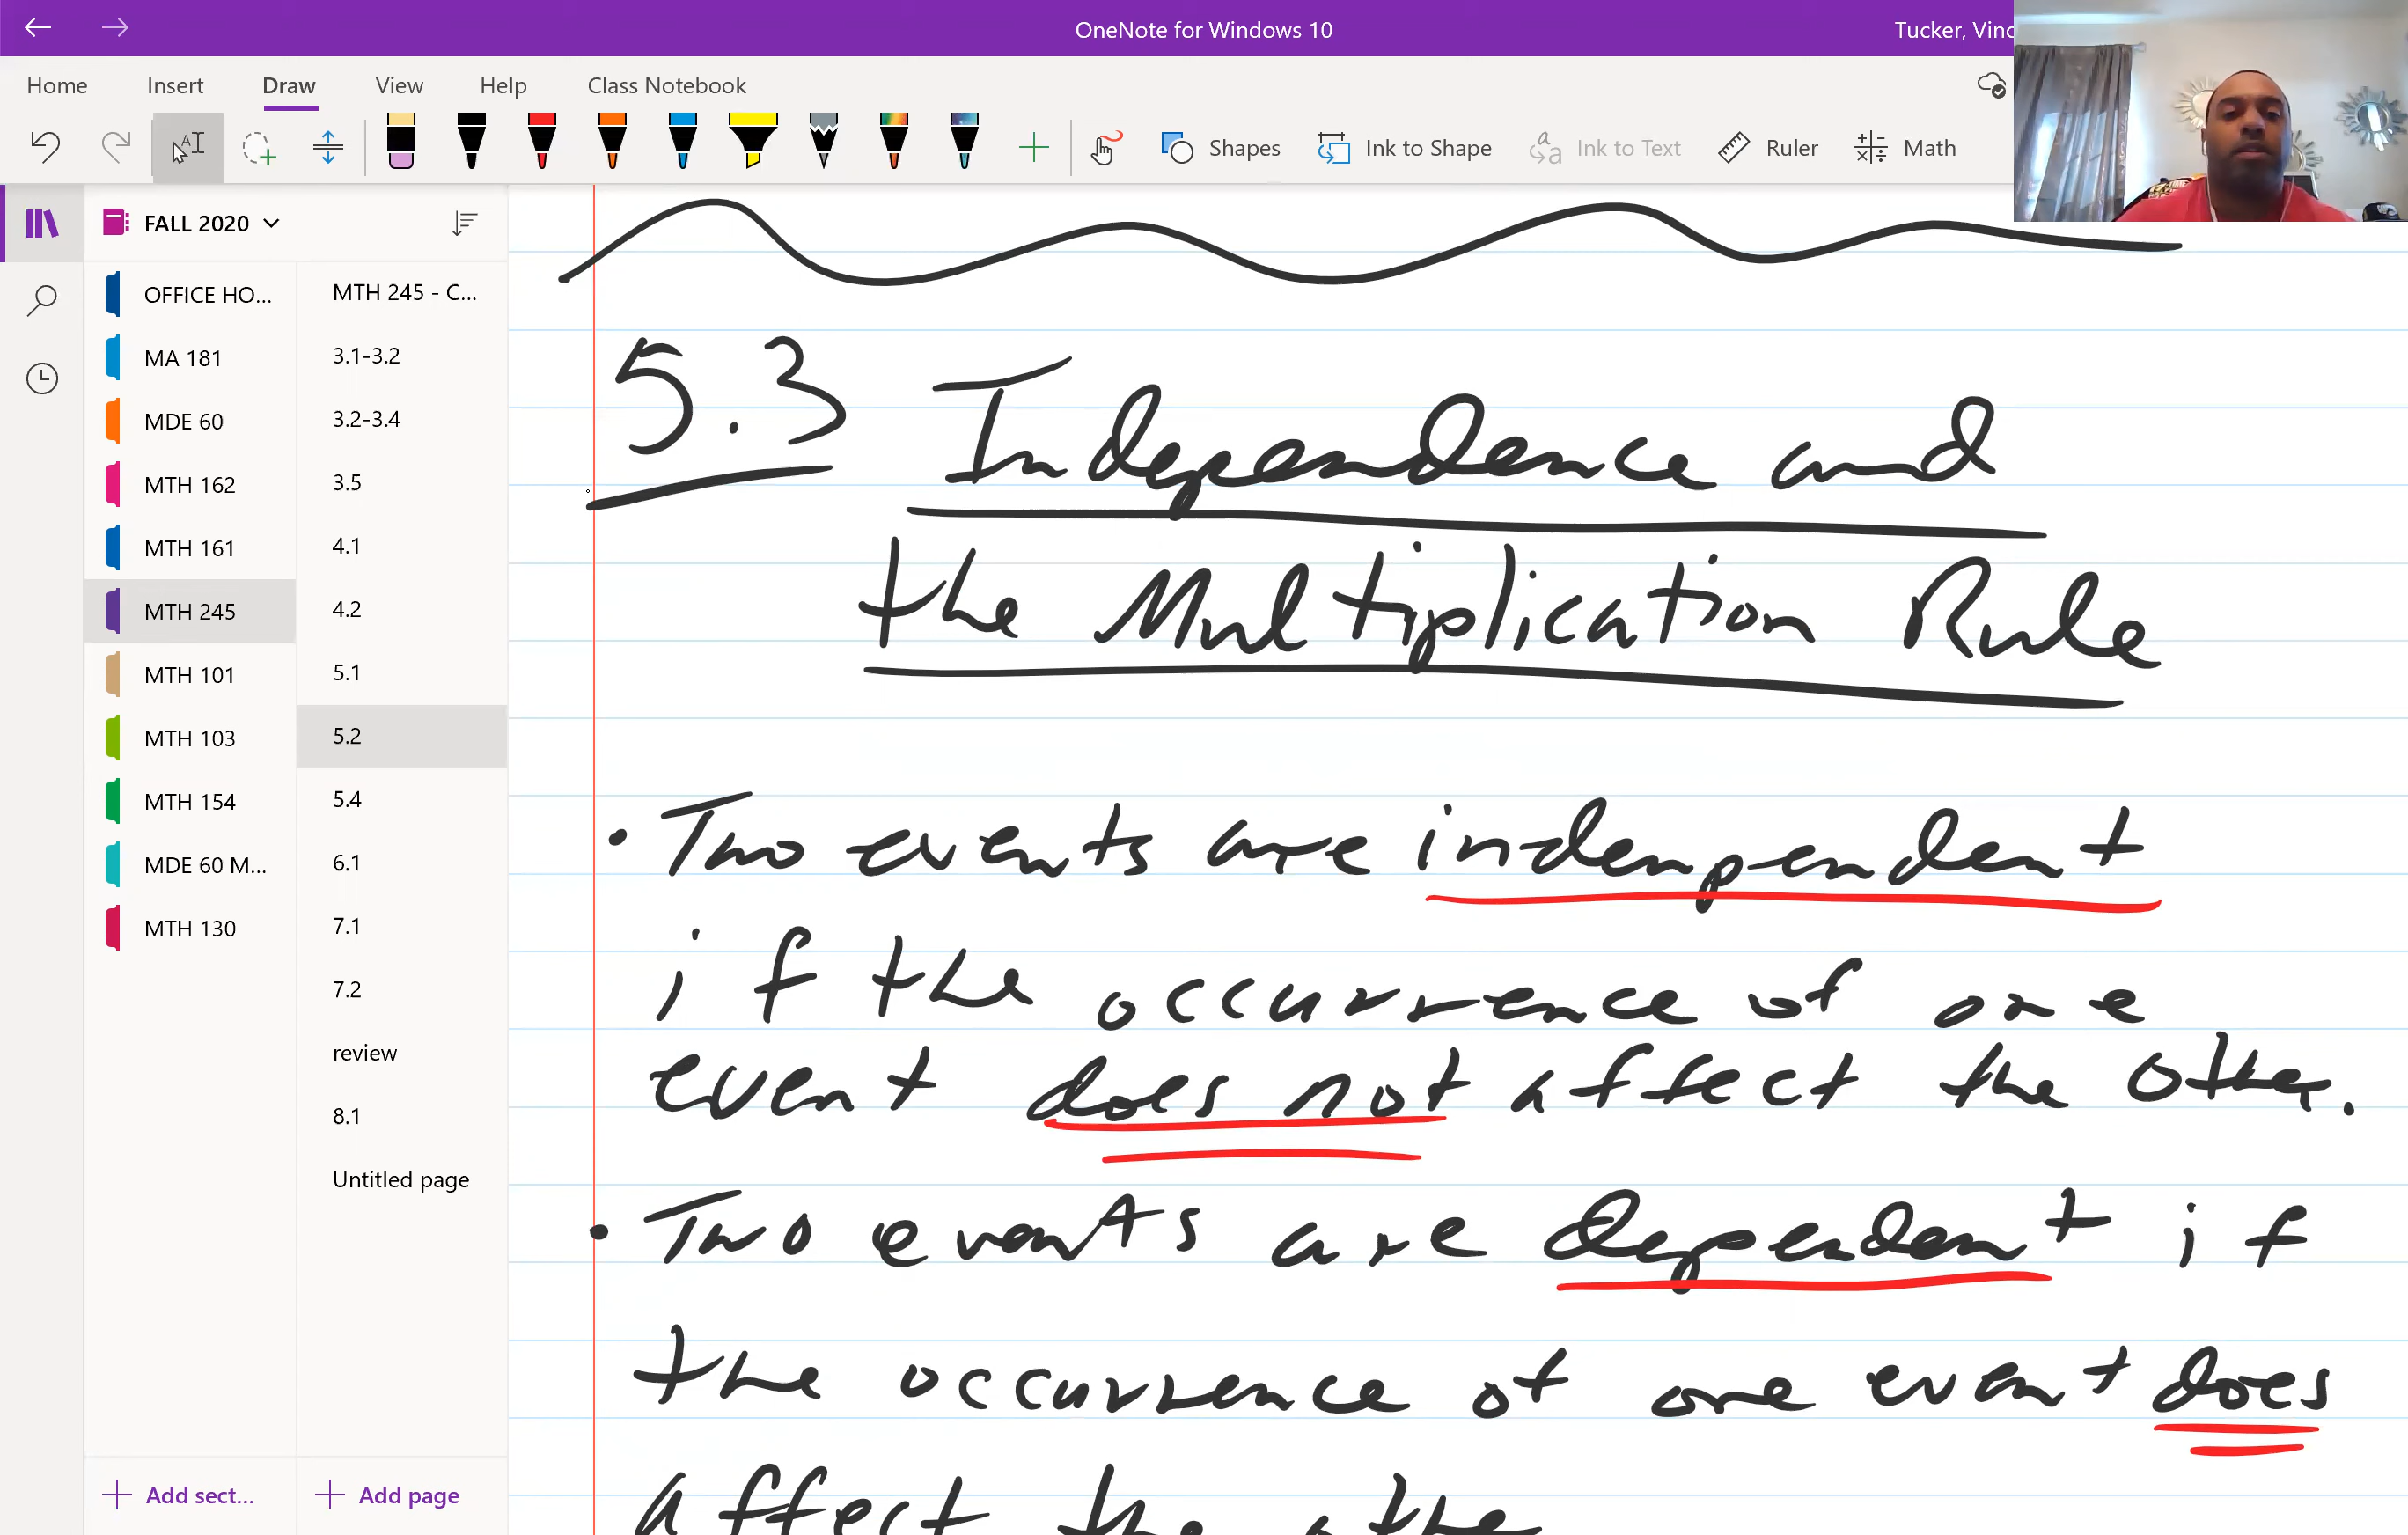 OneNote for Windows 10
Tucker, Vinc
Home Insert Draw View Help Class Notebook
Shapes Ink to Shape Ink to Text Ruler Math
FALL 2020
OFFICE HO...
MA 181
MDE 60
MTH 162
MTH 161
MTH 245
MTH 101
MTH 103
MTH 154
MDE 60 M...
MTH 130
Add sect...
MTH 245 - C...
3.1-3.2
3.2-3.4
3.5
4.1
4.2
5.1
5.2
5.4
6.1
7.1
7.2
review
8.1
Untitled page
Add page
5.3 Independence and
the Multiplication Rule
• Two events are indenpendent
if the occurrence of one
event does not affect the other.
• Two events are dependent if
the occurrence of one event does
affect the othe